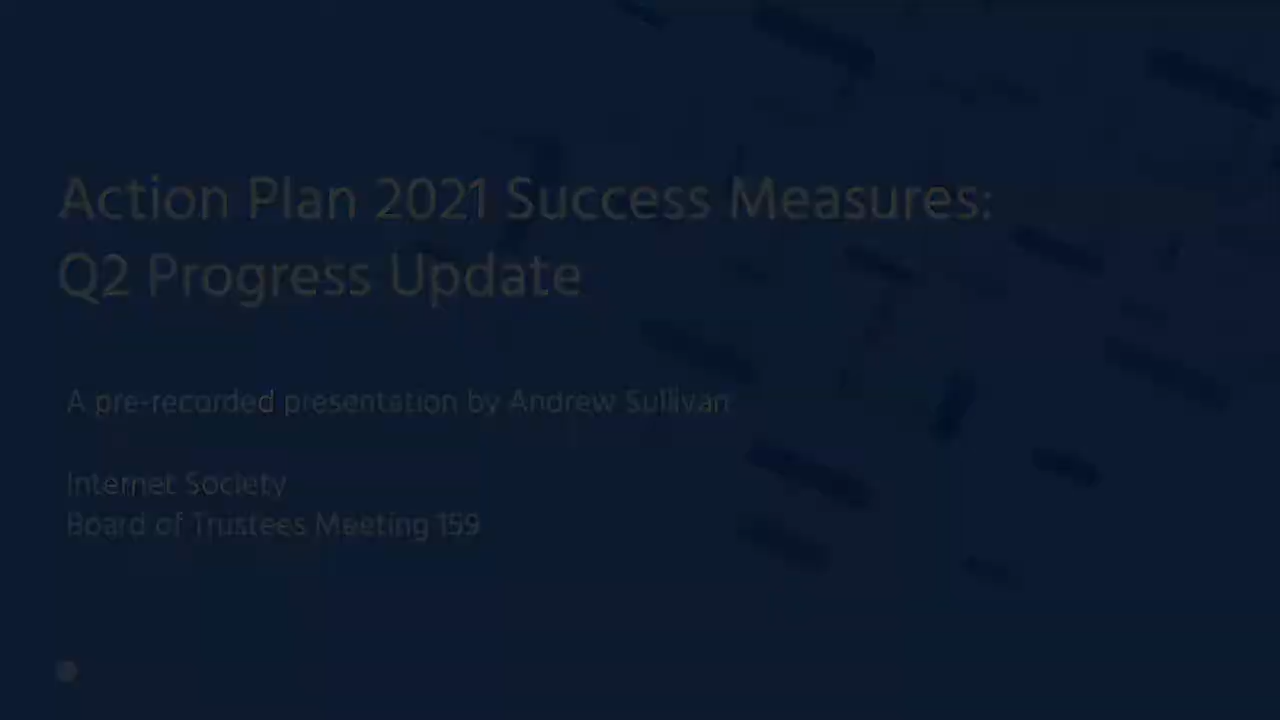 Action Plan 2021 Success Measures:
Q2 Progress Update
A pre-recorded presentation by Andrew Sullivan
Internet Society
Board of Trustees Meeting 159